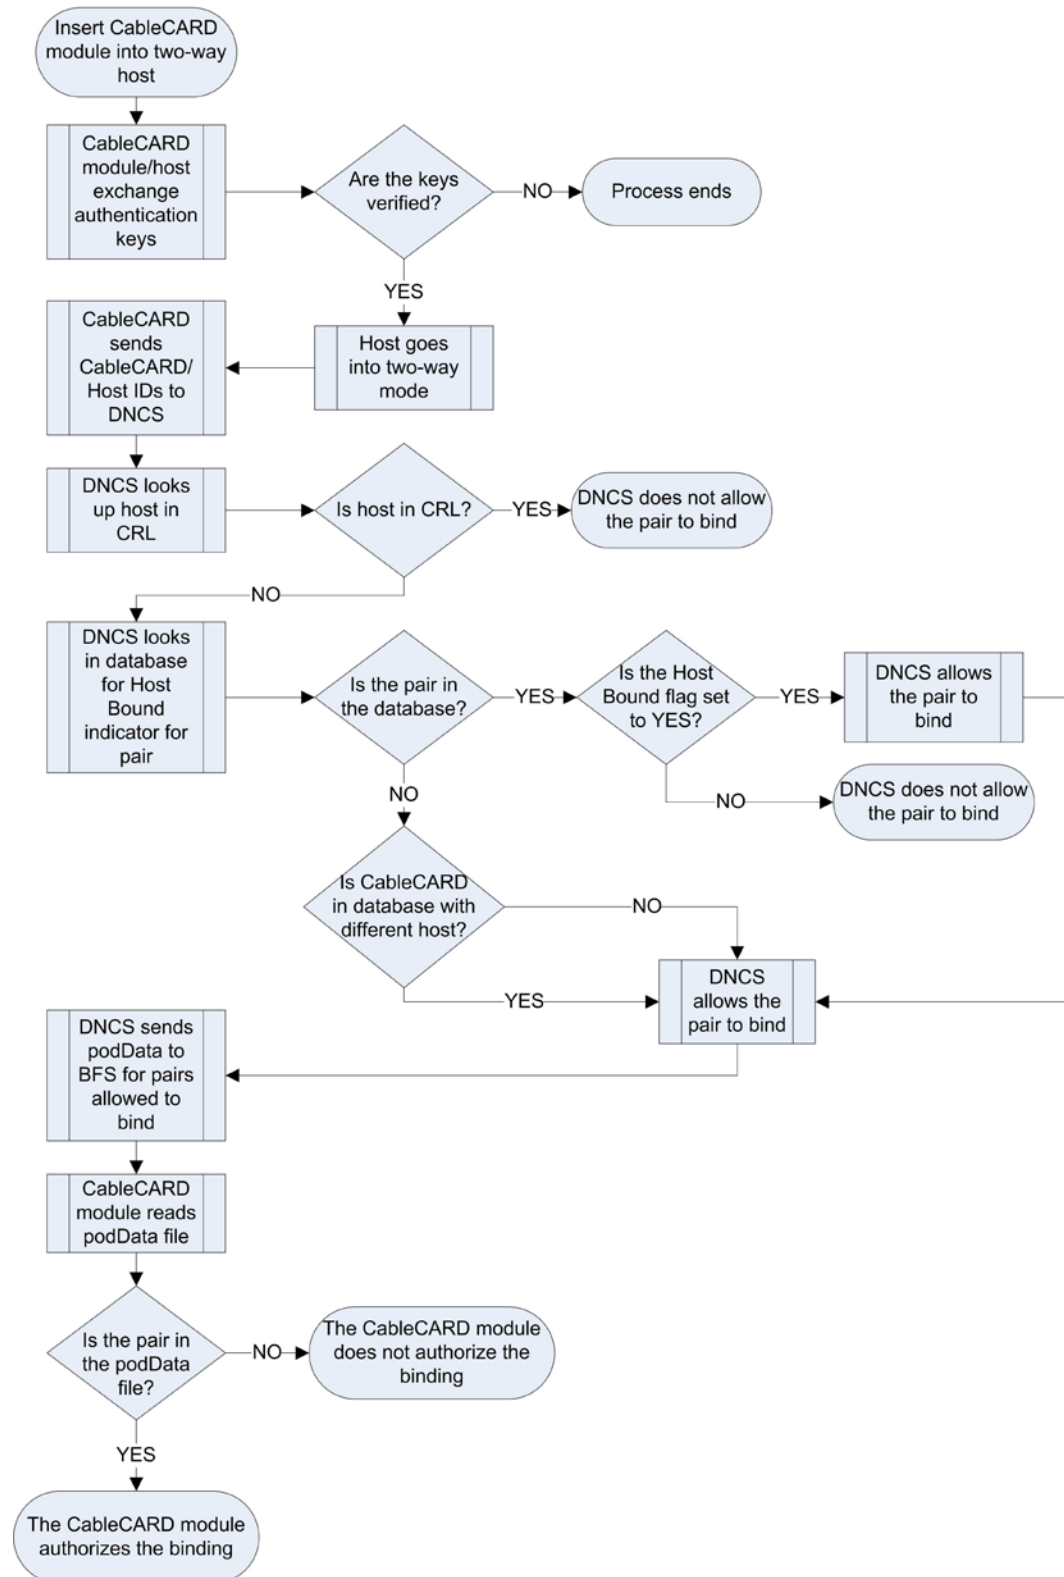 Insert CableCARD
module into two-way
host
CableCARD
module/host
exchange
authentication
keys
Are the keys
verified?
NO
Process ends
YES
Host goes
into two-way
mode
CableCARD
sends
CableCARD/
Host IDs to
DNCS
DNCS looks
up host in
CRL
Is host in CRL?
YES
DNCS does not allow
the pair to bind
NO
DNCS looks
in database
for Host
Bound
indicator for
pair
Is the pair in
the database?
YES
Is the Host
Bound flag set
to YES?
YES
DNCS allows
the pair to
bind
NO
DNCS does not allow
the pair to bind
NO
Is CableCARD
in database with
different host?
NO
YES
DNCS
allows the
pair to bind
DNCS sends
podData to
BFS for pairs
allowed to
bind
CableCARD
module reads
podData file
Is the pair in
the podData
file?
NO
The CableCARD module
does not authorize the
binding
YES
The CableCARD module
authorizes the binding